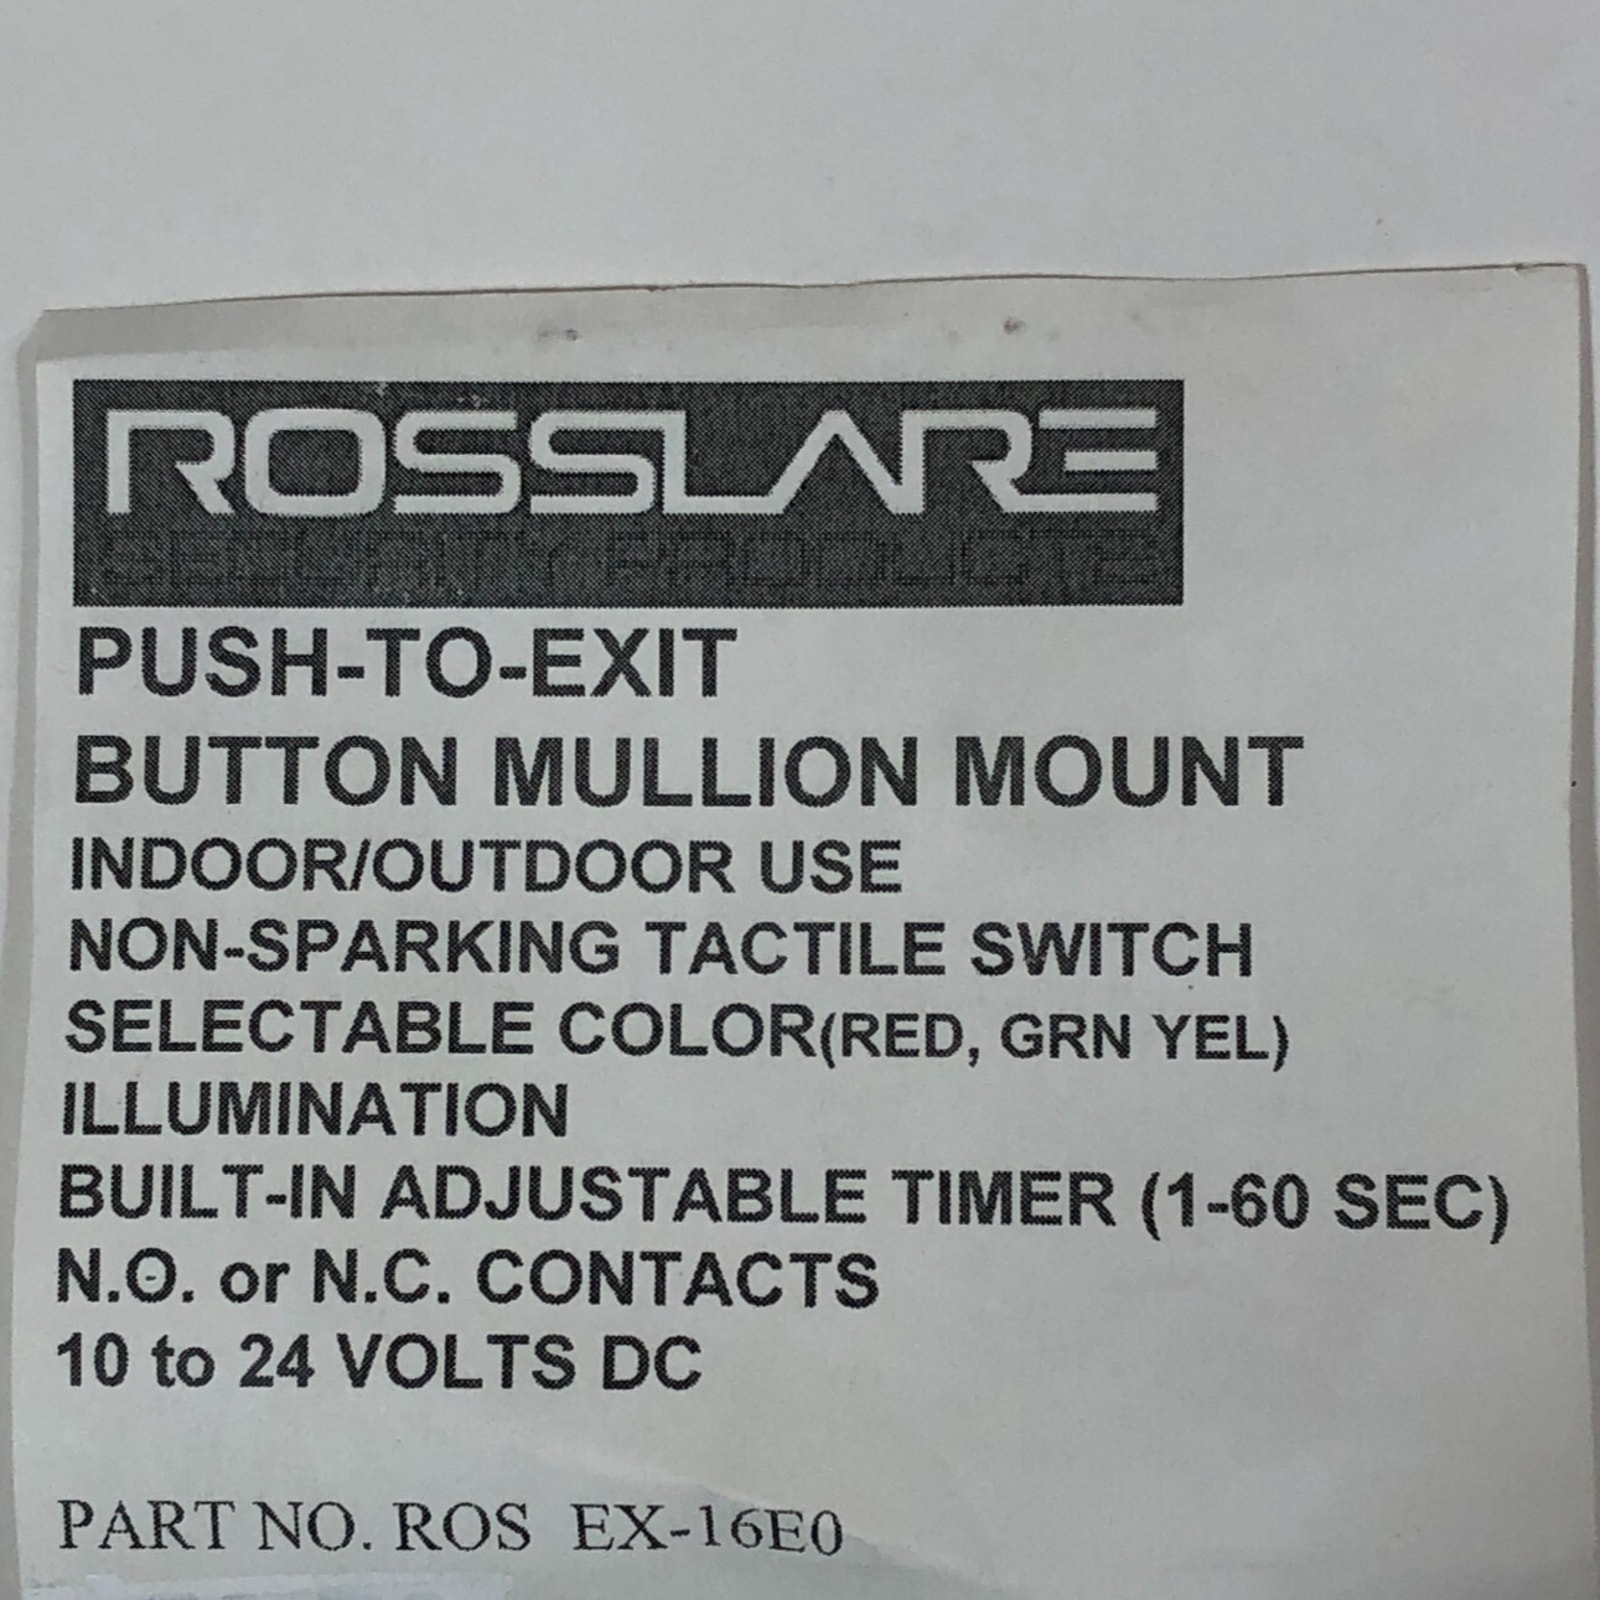 ROSSLARE
SECURITY PRODUCTS
PUSH-TO-EXIT
BUTTON MULLION MOUNT
INDOOR/OUTDOOR USE
NON-SPARKING TACTILE SWITCH
SELECTABLE COLOR(RED, GRN YEL)
ILLUMINATION
BUILT-IN ADJUSTABLE TIMER (1-60 SEC)
N.O. or N.C. CONTACTS
10 to 24 VOLTS DC
PART NO. ROS EX-16E0